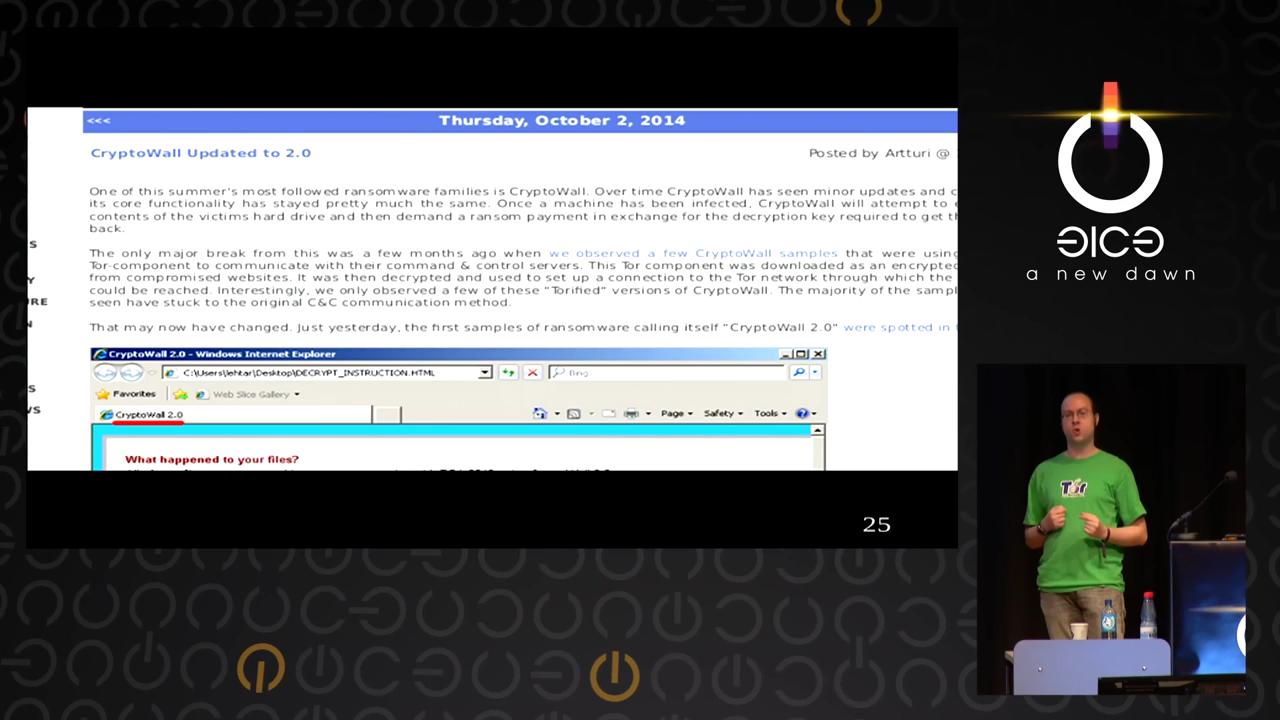 <<<
Thursday, October 2, 2014
CryptoWall Updated to 2.0
Posted by Artturi @
One of this summer's most followed ransomware families is CryptoWall. Over time CryptoWall has seen minor updates and
its core functionality has stayed pretty much the same. Once a machine has been infected, CryptoWall will attempt to
contents of the victims hard drive and then demand a ransom payment in exchange for the decryption key required to get
back.
The only major break from this was a few months ago when we observed a few CryptoWall samples that were using
Tor-component to communicate with their command & control servers. This Tor component was downloaded as an encrypted
from compromised websites. It was then decrypted and used to set up a connection to the Tor network through which the
could be reached. Interestingly, we only observed a few of these "Torified" versions of CryptoWall. The majority of the
seen have stuck to the original C&C communication method.
That may now have changed. Just yesterday, the first samples of ransomware calling itself "CryptoWall 2.0" were spotted in
S
Y
RE
N
S
WS
CryptoWall 2.0 - Windows Internet Explorer
C:\Users\lehtar\Desktop\DECRYPT_INSTRUCTION.HTML
Bing
Favorites
Web Slice Gallery
CryptoWall 2.0
Page
Safety
Tools
What happened to your files?
25
a new dawn
Tor